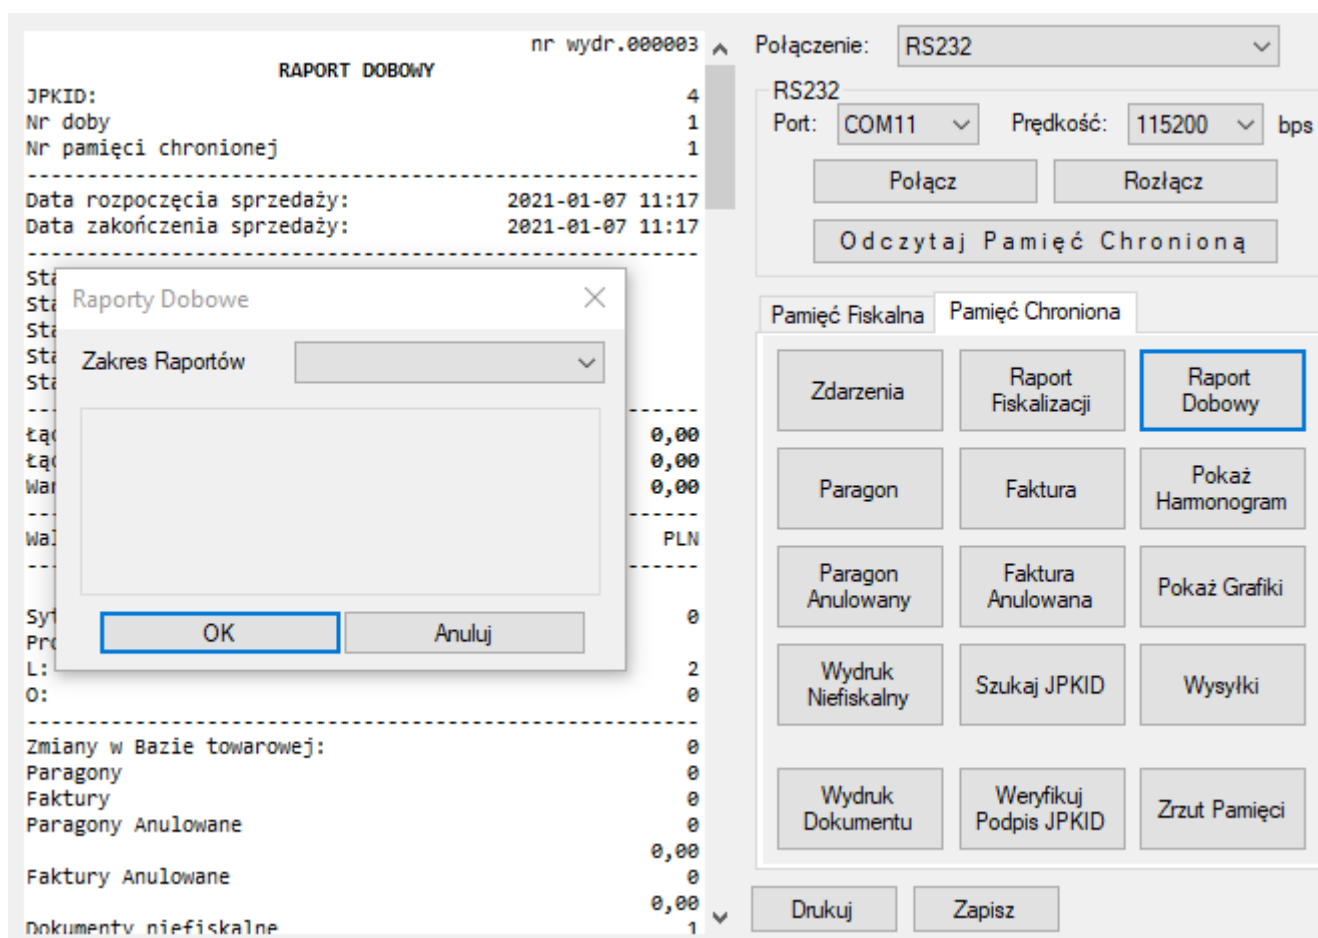 nr wydr.000003
RAPORT DOBOWY
JPKID: 4
Nr doby 1
Nr pamięci chronionej 1
Data rozpoczęcia sprzedaży: 2021-01-07 11:17
Data zakończenia sprzedaży: 2021-01-07 11:17
Raporty Dobowe
Zakres Raportów
OK Anuluj
0,00
0,00
0,00
PLN
0
L: 2
O: 0
Zmiany w Bazie towarowej: 0
Paragony 0
Faktury 0
Paragony Anulowane 0
0,00
Faktury Anulowane 0
0,00
Dokumenty niefiskalne 1
Połączenie: RS232
RS232
Port: COM11 Prędkość: 115200 bps
Połącz Rozłącz
Odczytaj Pamięć Chronioną
Pamięć Fiskalna Pamięć Chroniona
Zdarzenia
Raport
Fiskalizacji
Raport
Dobowy
Paragon
Faktura
Pokaż
Harmonogram
Paragon
Anulowany
Faktura
Anulowana
Pokaż Grafiki
Wydruk
Niefiskalny
Szukaj JPKID
Wysyłki
Wydruk
Dokumentu
Weryfikuj
Podpis JPKID
Zrzut Pamięci
Drukuj Zapisz